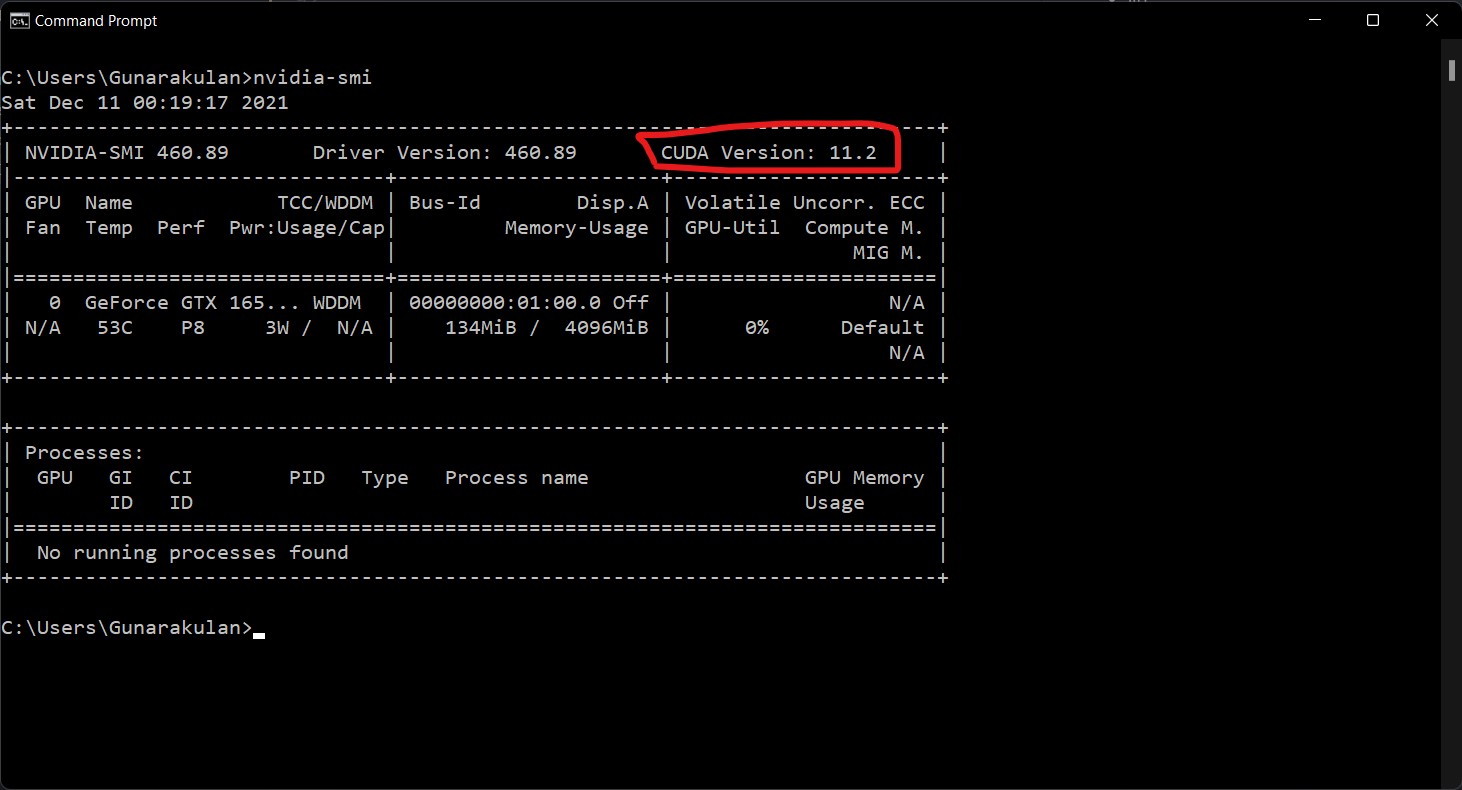 Command Prompt
C:\Users\Gunarakulan>nvidia-smi
Sat Dec 11 00:19:17 2021
+-----------------------------------------------------------------------------+
| NVIDIA-SMI 460.89       Driver Version: 460.89       CUDA Version: 11.2     |
|-------------------------------+----------------------+----------------------+
| GPU  Name            TCC/WDDM | Bus-Id        Disp.A | Volatile Uncorr. ECC |
| Fan  Temp  Perf  Pwr:Usage/Cap|         Memory-Usage | GPU-Util  Compute M. |
|                               |                      |               MIG M. |
|===============================+======================+======================|
|   0  GeForce GTX 165... WDDM  | 00000000:01:00.0 Off |                  N/A |
| N/A   53C    P8     3W /  N/A |    134MiB /  4096MiB |      0%      Default |
|                               |                      |                  N/A |
+-------------------------------+----------------------+----------------------+
+-----------------------------------------------------------------------------+
| Processes:                                                                  |
|  GPU   GI   CI        PID   Type   Process name                  GPU Memory |
|        ID   ID                                                   Usage      |
|=============================================================================|
|  No running processes found                                                 |
+-----------------------------------------------------------------------------+
C:\Users\Gunarakulan>